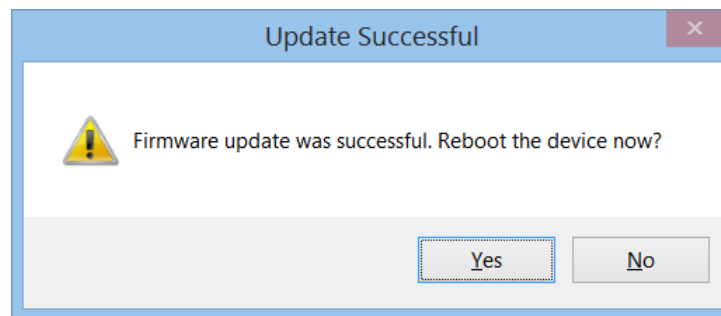 Update Successful
Firmware update was successful. Reboot the device now?
Yes
No